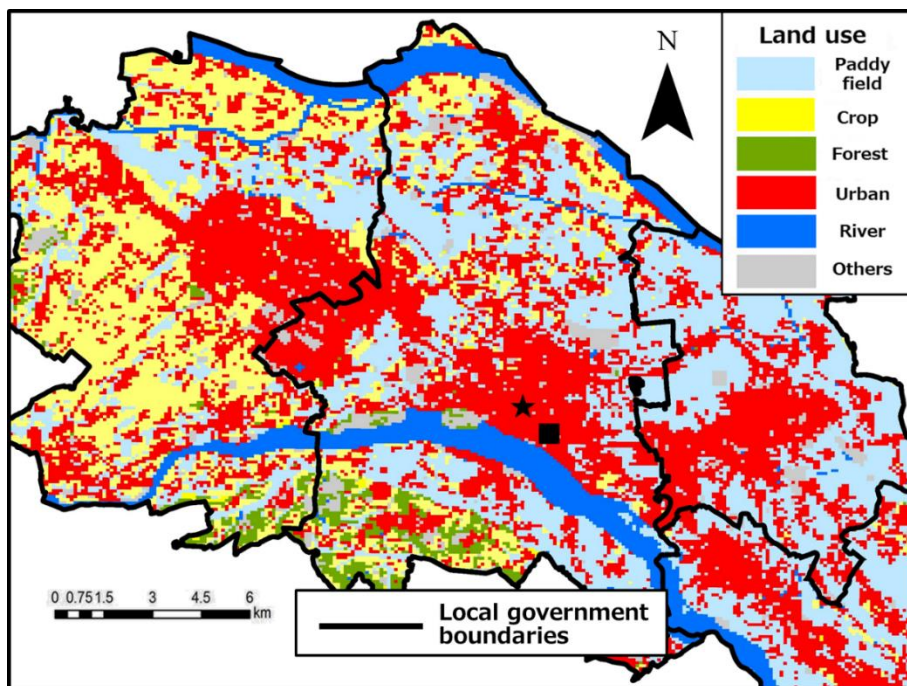 N
Land use
Paddy
field
Crop
Forest
Urban
River
Others
0 0.75 1.5 3 4.5 6
km
Local government
boundaries